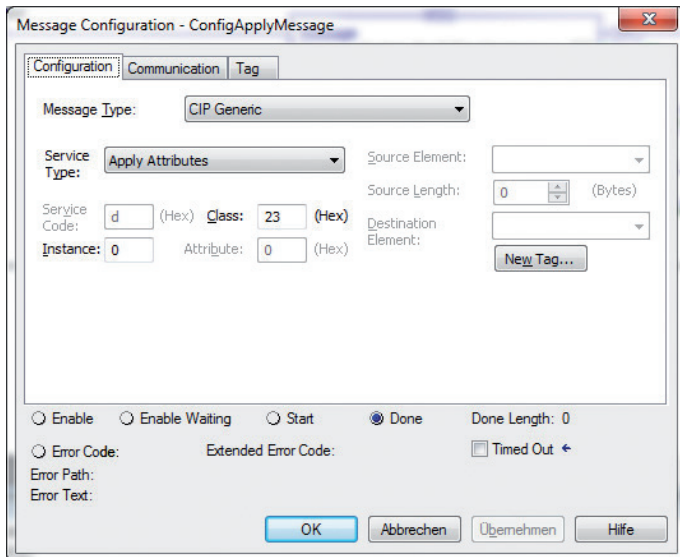 Message Configuration - ConfigApplyMessage
Configuration Communication Tag
Message Type: CIP Generic
Service Type: Apply Attributes
Source Element:
Source Length: 0 (Bytes)
Service Code: d (Hex) Class: 23 (Hex)
Destination Element:
Instance: 0 Attribute: 0 (Hex)
New Tag...
Enable Enable Waiting Start Done Done Length: 0
Error Code: Extended Error Code: Timed Out
Error Path:
Error Text:
OK Abbrechen Übernehmen Hilfe